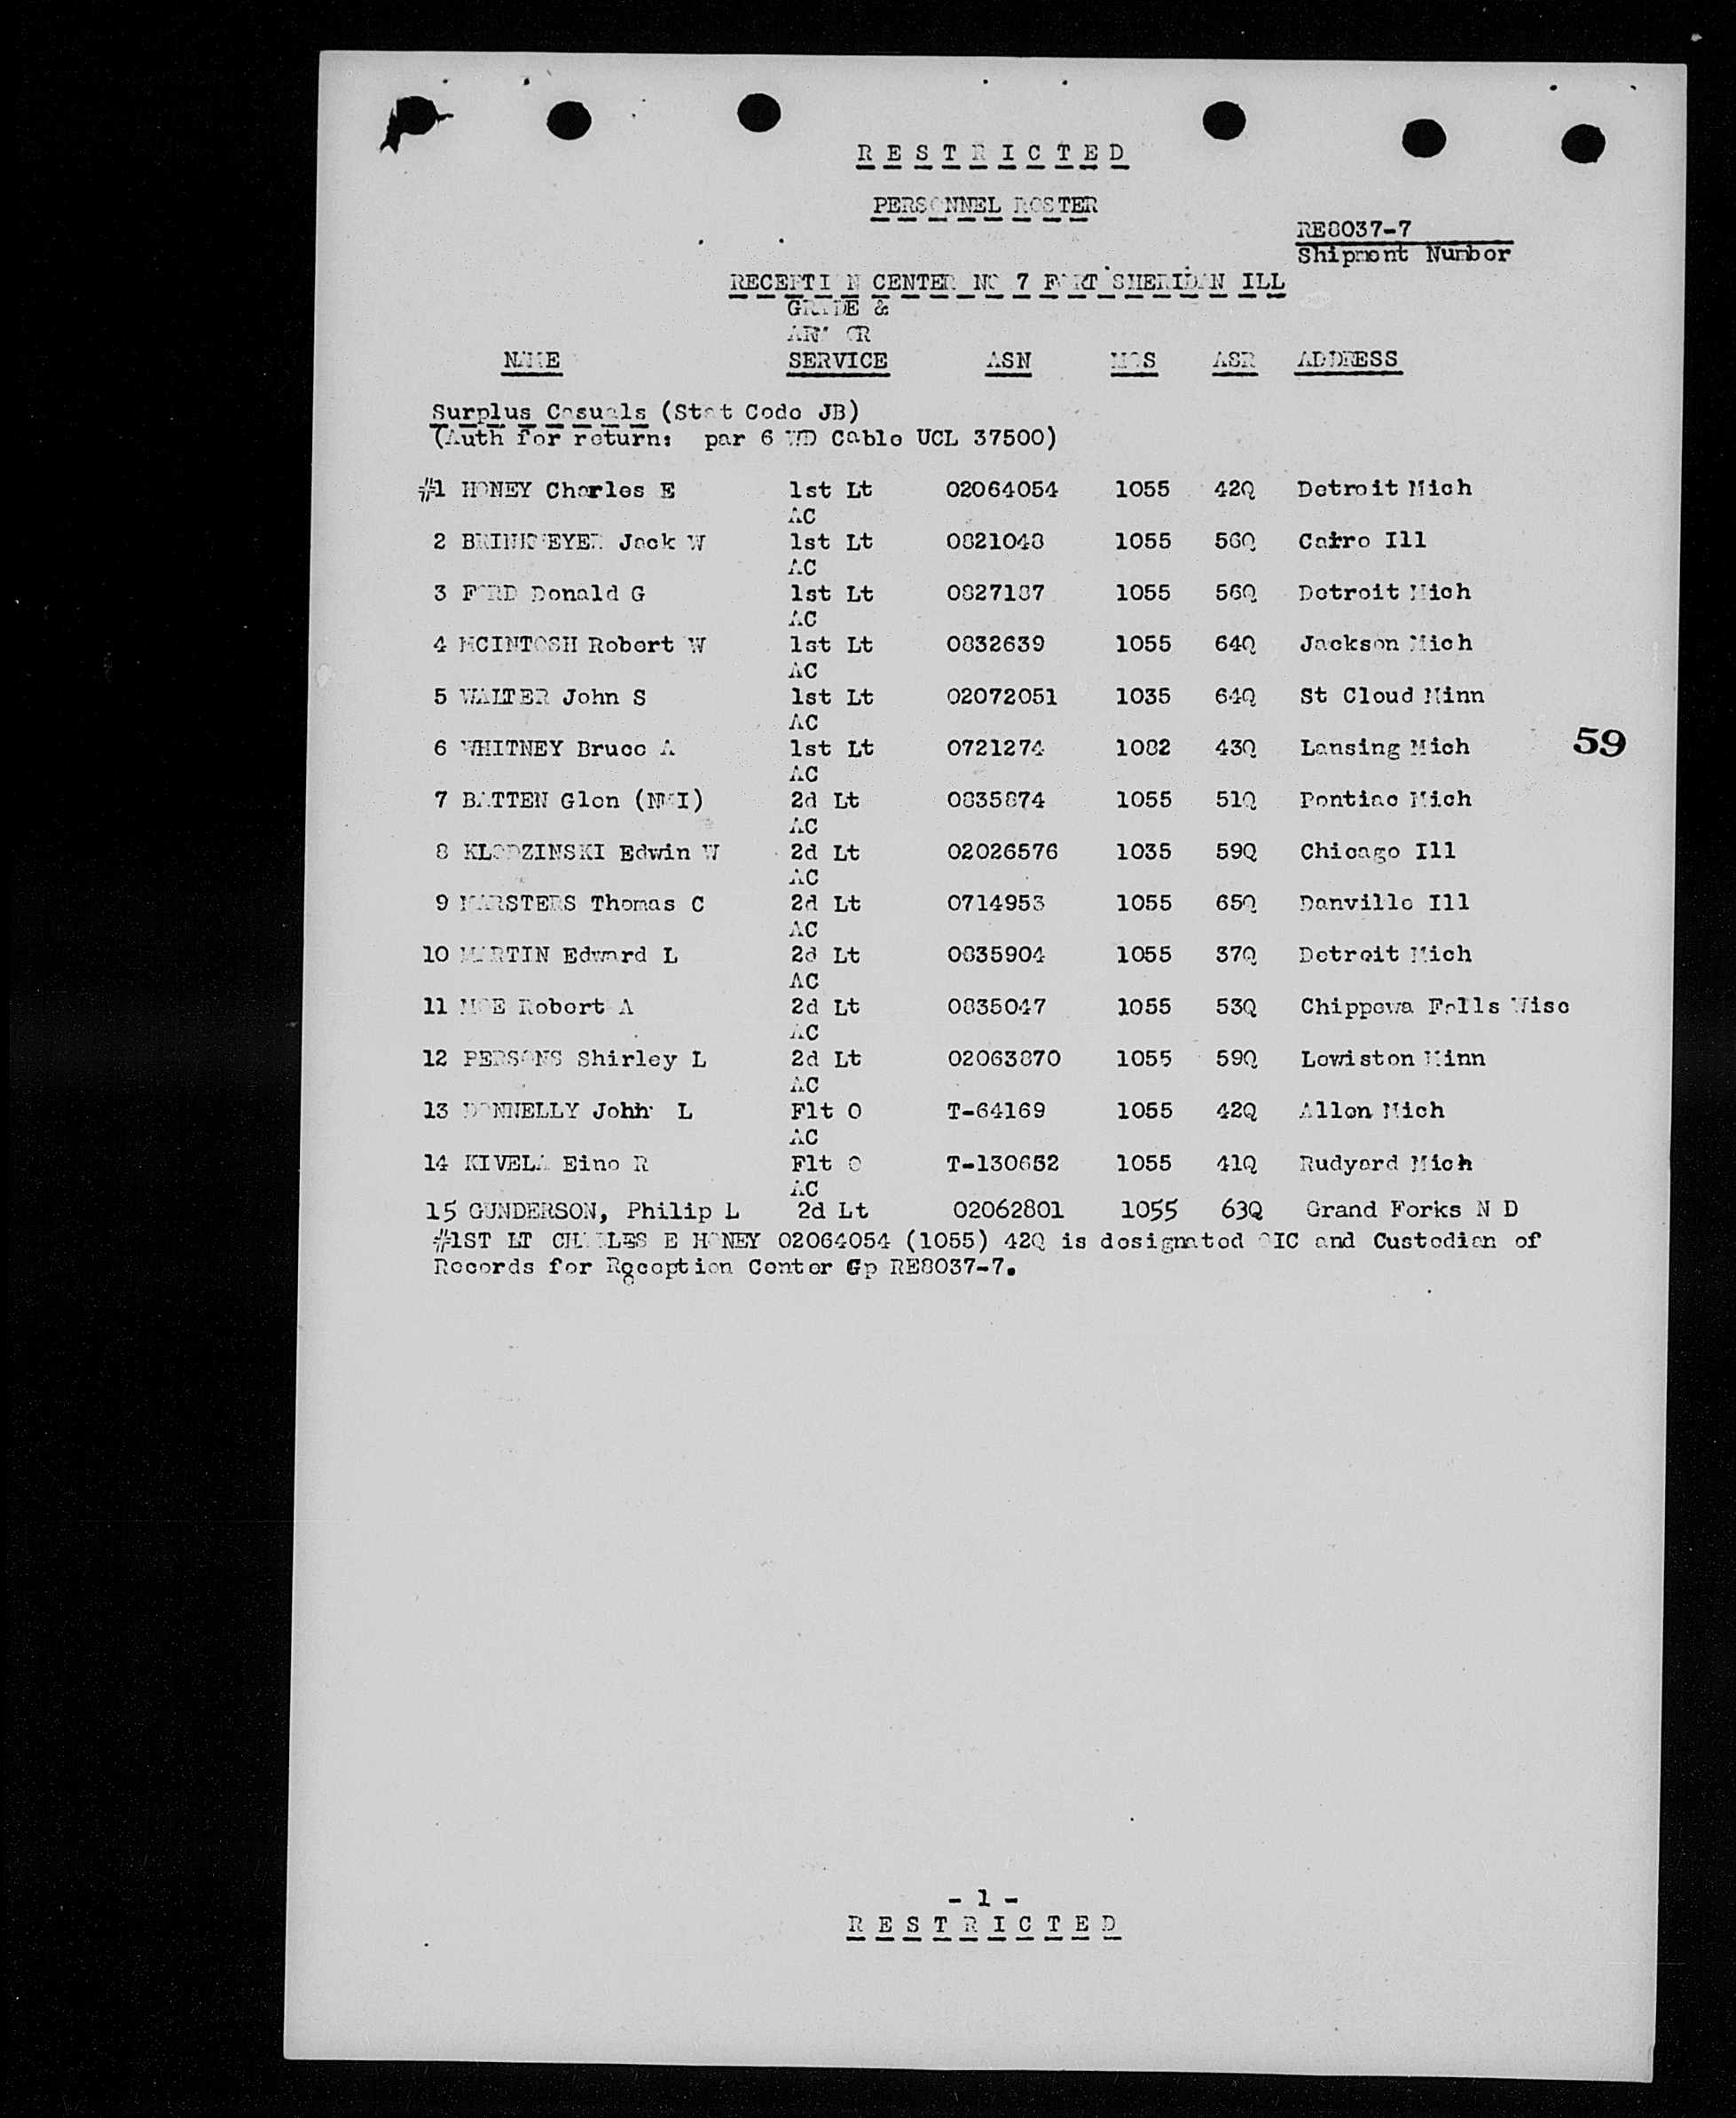 RESTRICTED
PERSONNEL ROSTER
RE8037-7
Shipment Number
RECEPTION CENTER NO 7 FORT SHERIDAN ILL
GRADE &
ARM OR
NAME SERVICE ASN MOS ASR ADDRESS
Surplus Casuals (Stat Code JB)
(Auth for return: par 6 WD Cable UCL 37500)
#1 HONEY Charles E 1st Lt 02064054 1055 42Q Detroit Mich
AC
2 Jack W 1st Lt 0821048 1055 56Q Cairo Ill
AC
3 FORD Donald G 1st Lt 0827187 1055 56Q Detroit Mich
AC
4 MCINTOSH Robert W 1st Lt 0832639 1055 64Q Jackson Mich
AC
5 WALTER John S 1st Lt 02072051 1035 64Q St Cloud Minn
AC
6 WHITNEY Bruce A 1st Lt 0721274 1082 43Q Lansing Mich
59
AC
7 BATTEN Glen (NMI) 2d Lt 0835874 1055 51Q Pontiac Mich
AC
8 KLODZINSKI Edwin W 2d Lt 02026576 1035 59Q Chicago Ill
AC
9 MARSTERS Thomas C 2d Lt 0714953 1055 65Q Danville Ill
AC
10 MARTIN Edward L 2d Lt 0835904 1055 37Q Detroit Mich
AC
11 MOE Robert A 2d Lt 0835047 1055 53Q Chippewa Falls Wisc
AC
12 PERSONS Shirley L 2d Lt 02063870 1055 59Q Lewiston Minn
AC
13 DONNELLY John L Flt O T-64169 1055 42Q Allen Mich
AC
14 KIVELA Eino R Flt O T-130652 1055 41Q Rudyard Mich
AC
15 GUNDERSON, Philip L 2d Lt 02062801 1055 63Q Grand Forks N D
#1ST LT CHARLES E HONEY 02064054 (1055) 42Q is designated OIC and Custodian of
Records for Reception Center Gp RE8037-7.
- 1 -
RESTRICTED